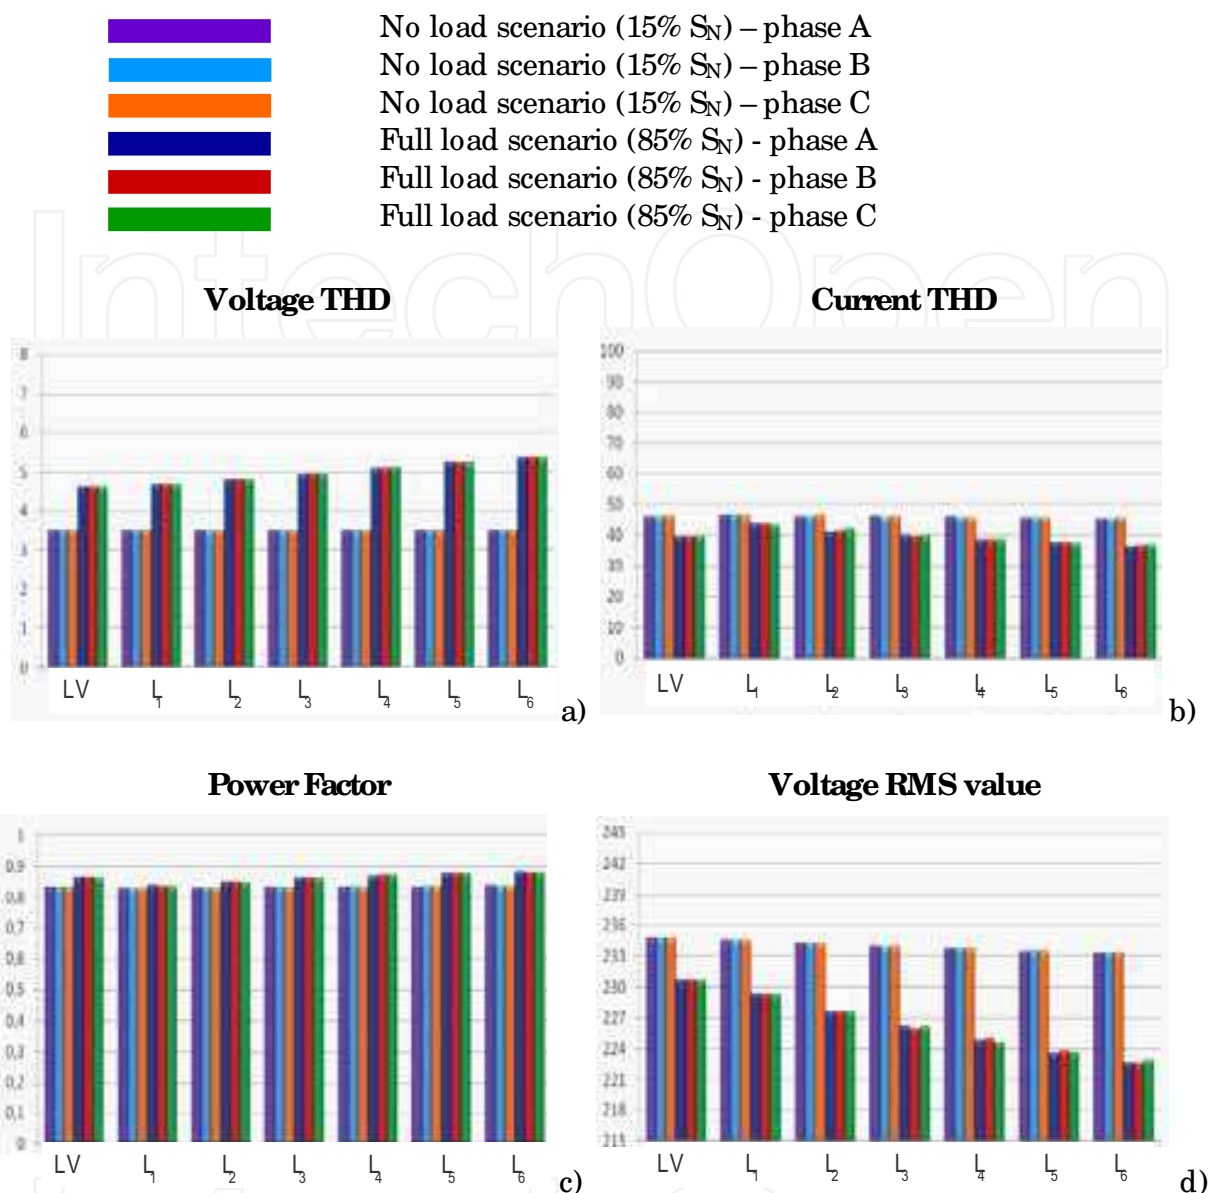 No load scenario (15% SN) – phase A
No load scenario (15% SN) – phase B
No load scenario (15% SN) – phase C
Full load scenario (85% SN) - phase A
Full load scenario (85% SN) - phase B
Full load scenario (85% SN) - phase C
IntechOpen
Voltage THD
8
7
6
5
4
3
2
1
0
LV L1 L2 L3 L4 L5 L6
a)
Current THD
100
90
80
70
60
50
40
30
20
10
0
LV L1 L2 L3 L4 L5 L6
b)
Power Factor
1
0,9
0,8
0,7
0,6
0,5
0,4
0,3
0,2
0,1
0
LV L1 L2 L3 L4 L5 L6
c)
Voltage RMS value
245
242
239
236
233
230
227
224
221
218
215
LV L1 L2 L3 L4 L5 L6
d)